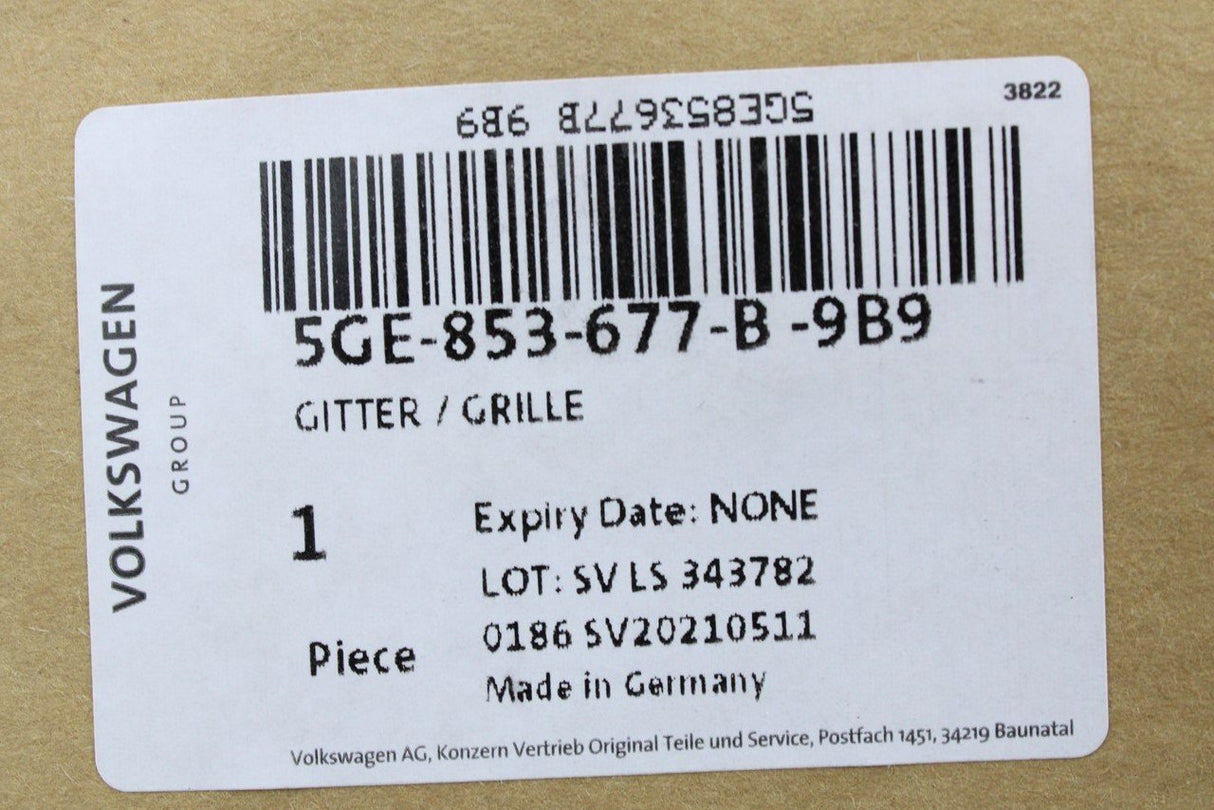 3822
5GE853677B 9B9
5GE-853-677-B -9B9
GITTER / GRILLE
1
Piece
Expiry Date: NONE
LOT: SV LS 343782
0186 SV20210511
Made in Germany
Volkswagen AG, Konzern Vertrieb Original Teile und Service, Postfach 1451, 34219 Baunatal
VOLKSWAGEN
GROUP